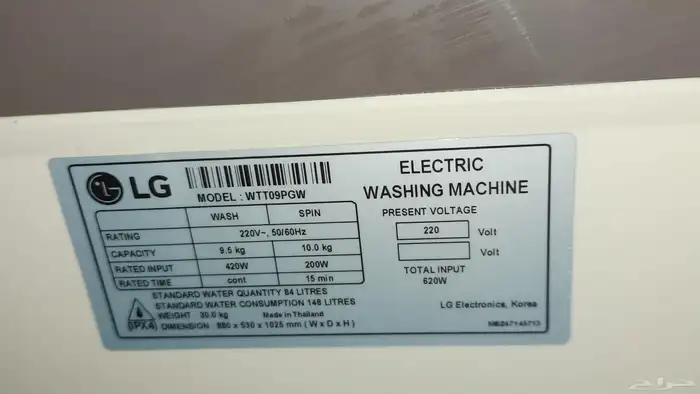 LG
MODEL : WTT09PGW
WASH SPIN
RATING 220V~, 50/60Hz
CAPACITY 9.5 kg 10.0 kg
RATED INPUT 420W 200W
RATED TIME cont 15 min
STANDARD WATER QUANTITY 84 LITRES
STANDARD WATER CONSUMPTION 148 LITRES
WEIGHT 30.0 kg Made in Thailand
IPX4 DIMENSION 880 x 530 x 1025 mm ( W x D x H )
ELECTRIC
WASHING MACHINE
PRESENT VOLTAGE
220 Volt
Volt
TOTAL INPUT
620W
LG Electronics, Korea
حراج